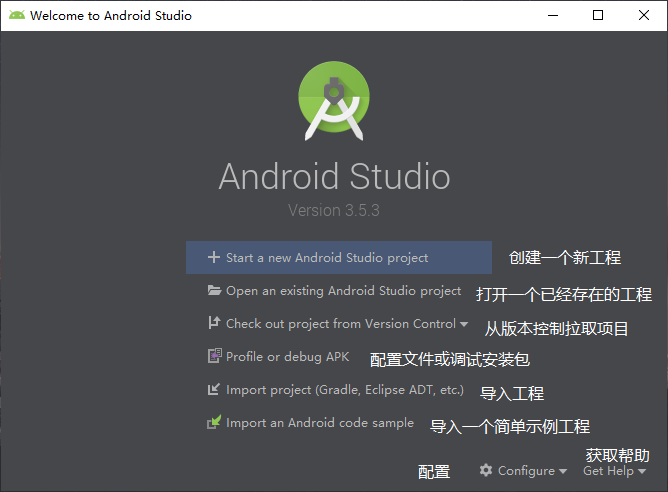 Welcome to Android Studio
Android Studio
Version 3.5.3
Start a new Android Studio project 创建一个新工程
Open an existing Android Studio project 打开一个已经存在的工程
Check out project from Version Control 从版本控制拉取项目
Profile or debug APK 配置文件或调试安装包
Import project (Gradle, Eclipse ADT, etc.) 导入工程
Import an Android code sample 导入一个简单示例工程
获取帮助
配置 Configure Get Help